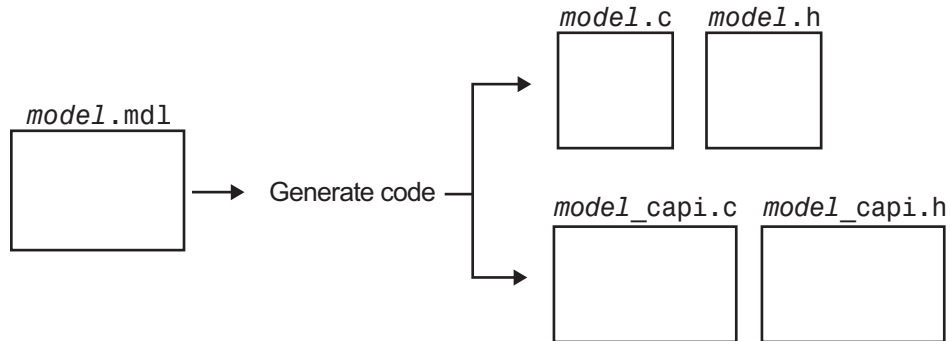 model.c
model.h
model.mdl
Generate code
model_capi.c
model_capi.h